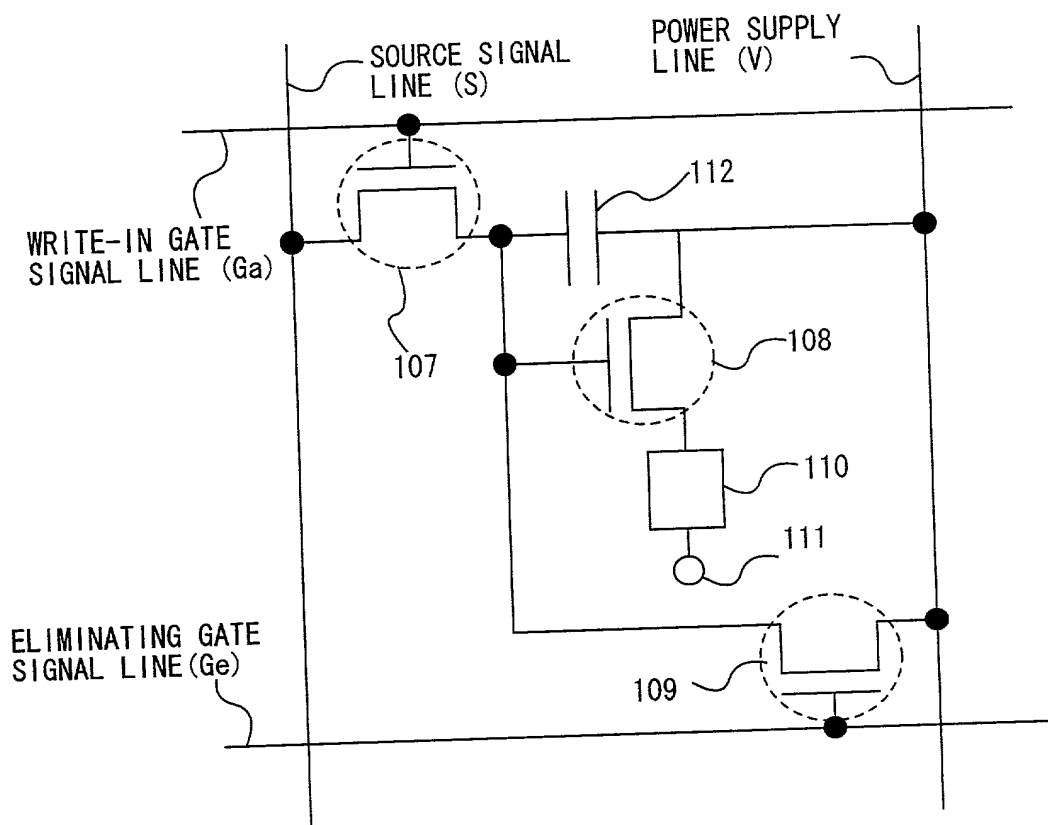 SOURCE SIGNAL
LINE (S)
POWER SUPPLY
LINE (V)
112
WRITE-IN GATE
SIGNAL LINE (Ga)
107
108
110
111
ELIMINATING GATE
SIGNAL LINE(Ge)
109